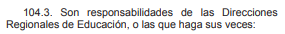 104.3. Son responsabilidades de las Direcciones
Regionales de Educación, o las que haga sus veces: